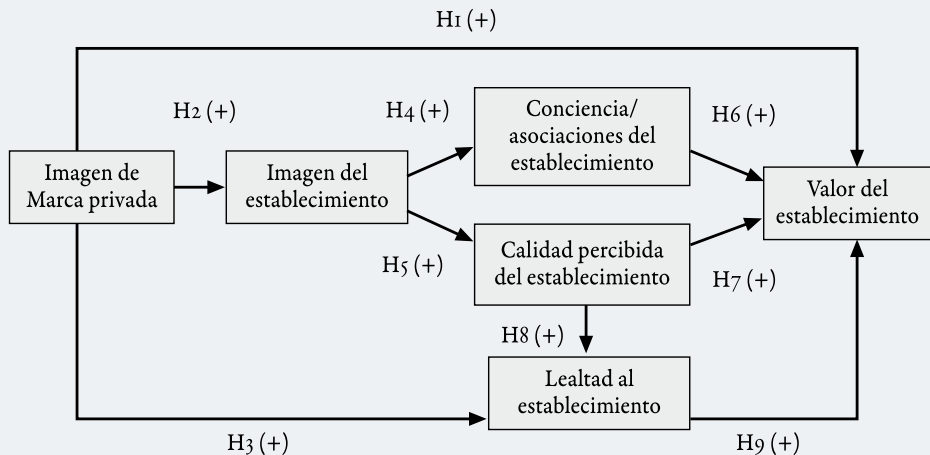 H1 (+)
H2 (+)
H4 (+)
Conciencia/
asociaciones del
establecimiento
H6 (+)
Imagen de
Marca privada
Imagen del
establecimiento
Valor del
establecimiento
H5 (+)
Calidad percibida
del establecimiento
H7 (+)
H8 (+)
Lealtad al
establecimiento
H3 (+)
H9 (+)